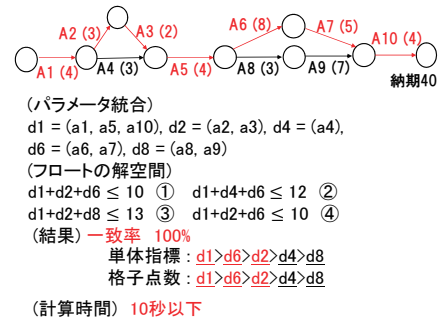 A2 (3)
A3 (2)
A6 (8)
A7 (5)
A10 (4)
A1 (4)
A4 (3)
A5 (4)
A8 (3)
A9 (7)
納期40
(パラメータ統合)
d1 = (a1, a5, a10), d2 = (a2, a3), d4 = (a4),
d6 = (a6, a7), d8 = (a8, a9)
(フロートの解空間)
d1+d2+d6 ≤ 10 ① d1+d4+d6 ≤ 12 ②
d1+d2+d8 ≤ 13 ③ d1+d2+d6 ≤ 10 ④
(結果) 一致率 100%
単体指標 : d1>d6>d2>d4>d8
格子点数 : d1>d6>d2>d4>d8
(計算時間) 10秒以下